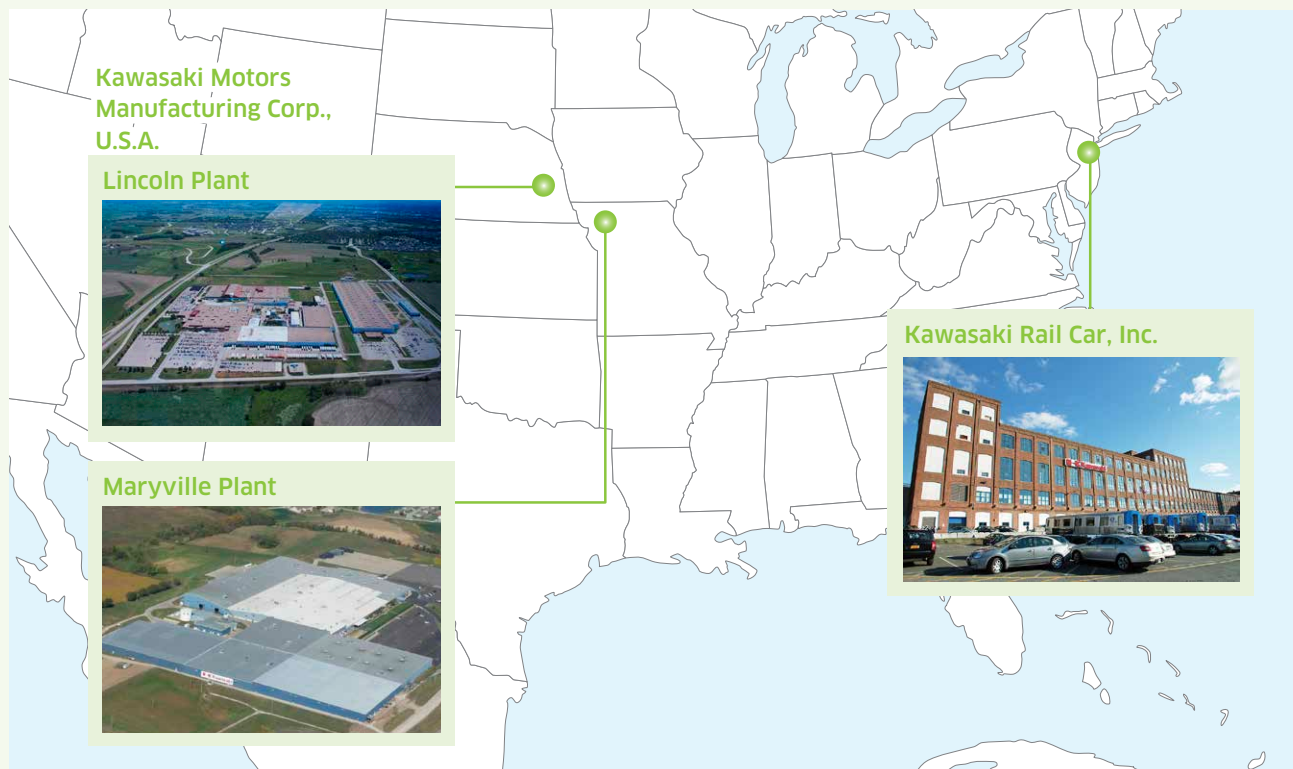 Kawasaki Motors
Manufacturing Corp.,
U.S.A.
Lincoln Plant
Maryville Plant
Kawasaki Rail Car, Inc.